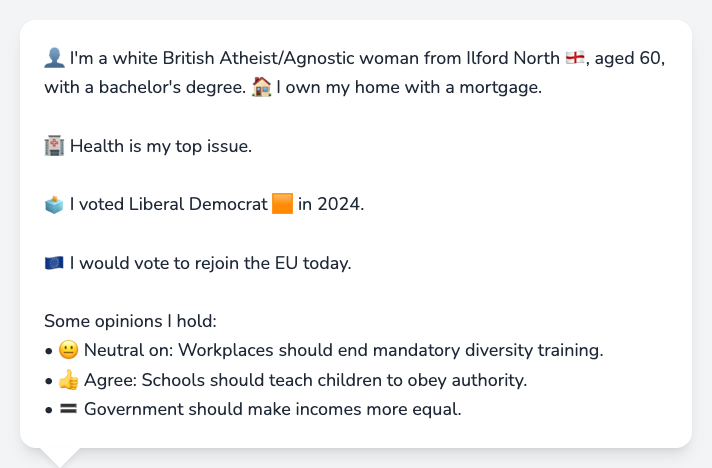 👤 I'm a white British Atheist/Agnostic woman from Ilford North 🏴󠁧󠁢󠁥󠁮󠁧󠁿, aged 60,
with a bachelor's degree. 🏠 I own my home with a mortgage.
🏥 Health is my top issue.
🗳️ I voted Liberal Democrat 🟧 in 2024.
🇪🇺 I would vote to rejoin the EU today.
Some opinions I hold:
• 😐 Neutral on: Workplaces should end mandatory diversity training.
• 👍 Agree: Schools should teach children to obey authority.
• 🟰 Government should make incomes more equal.